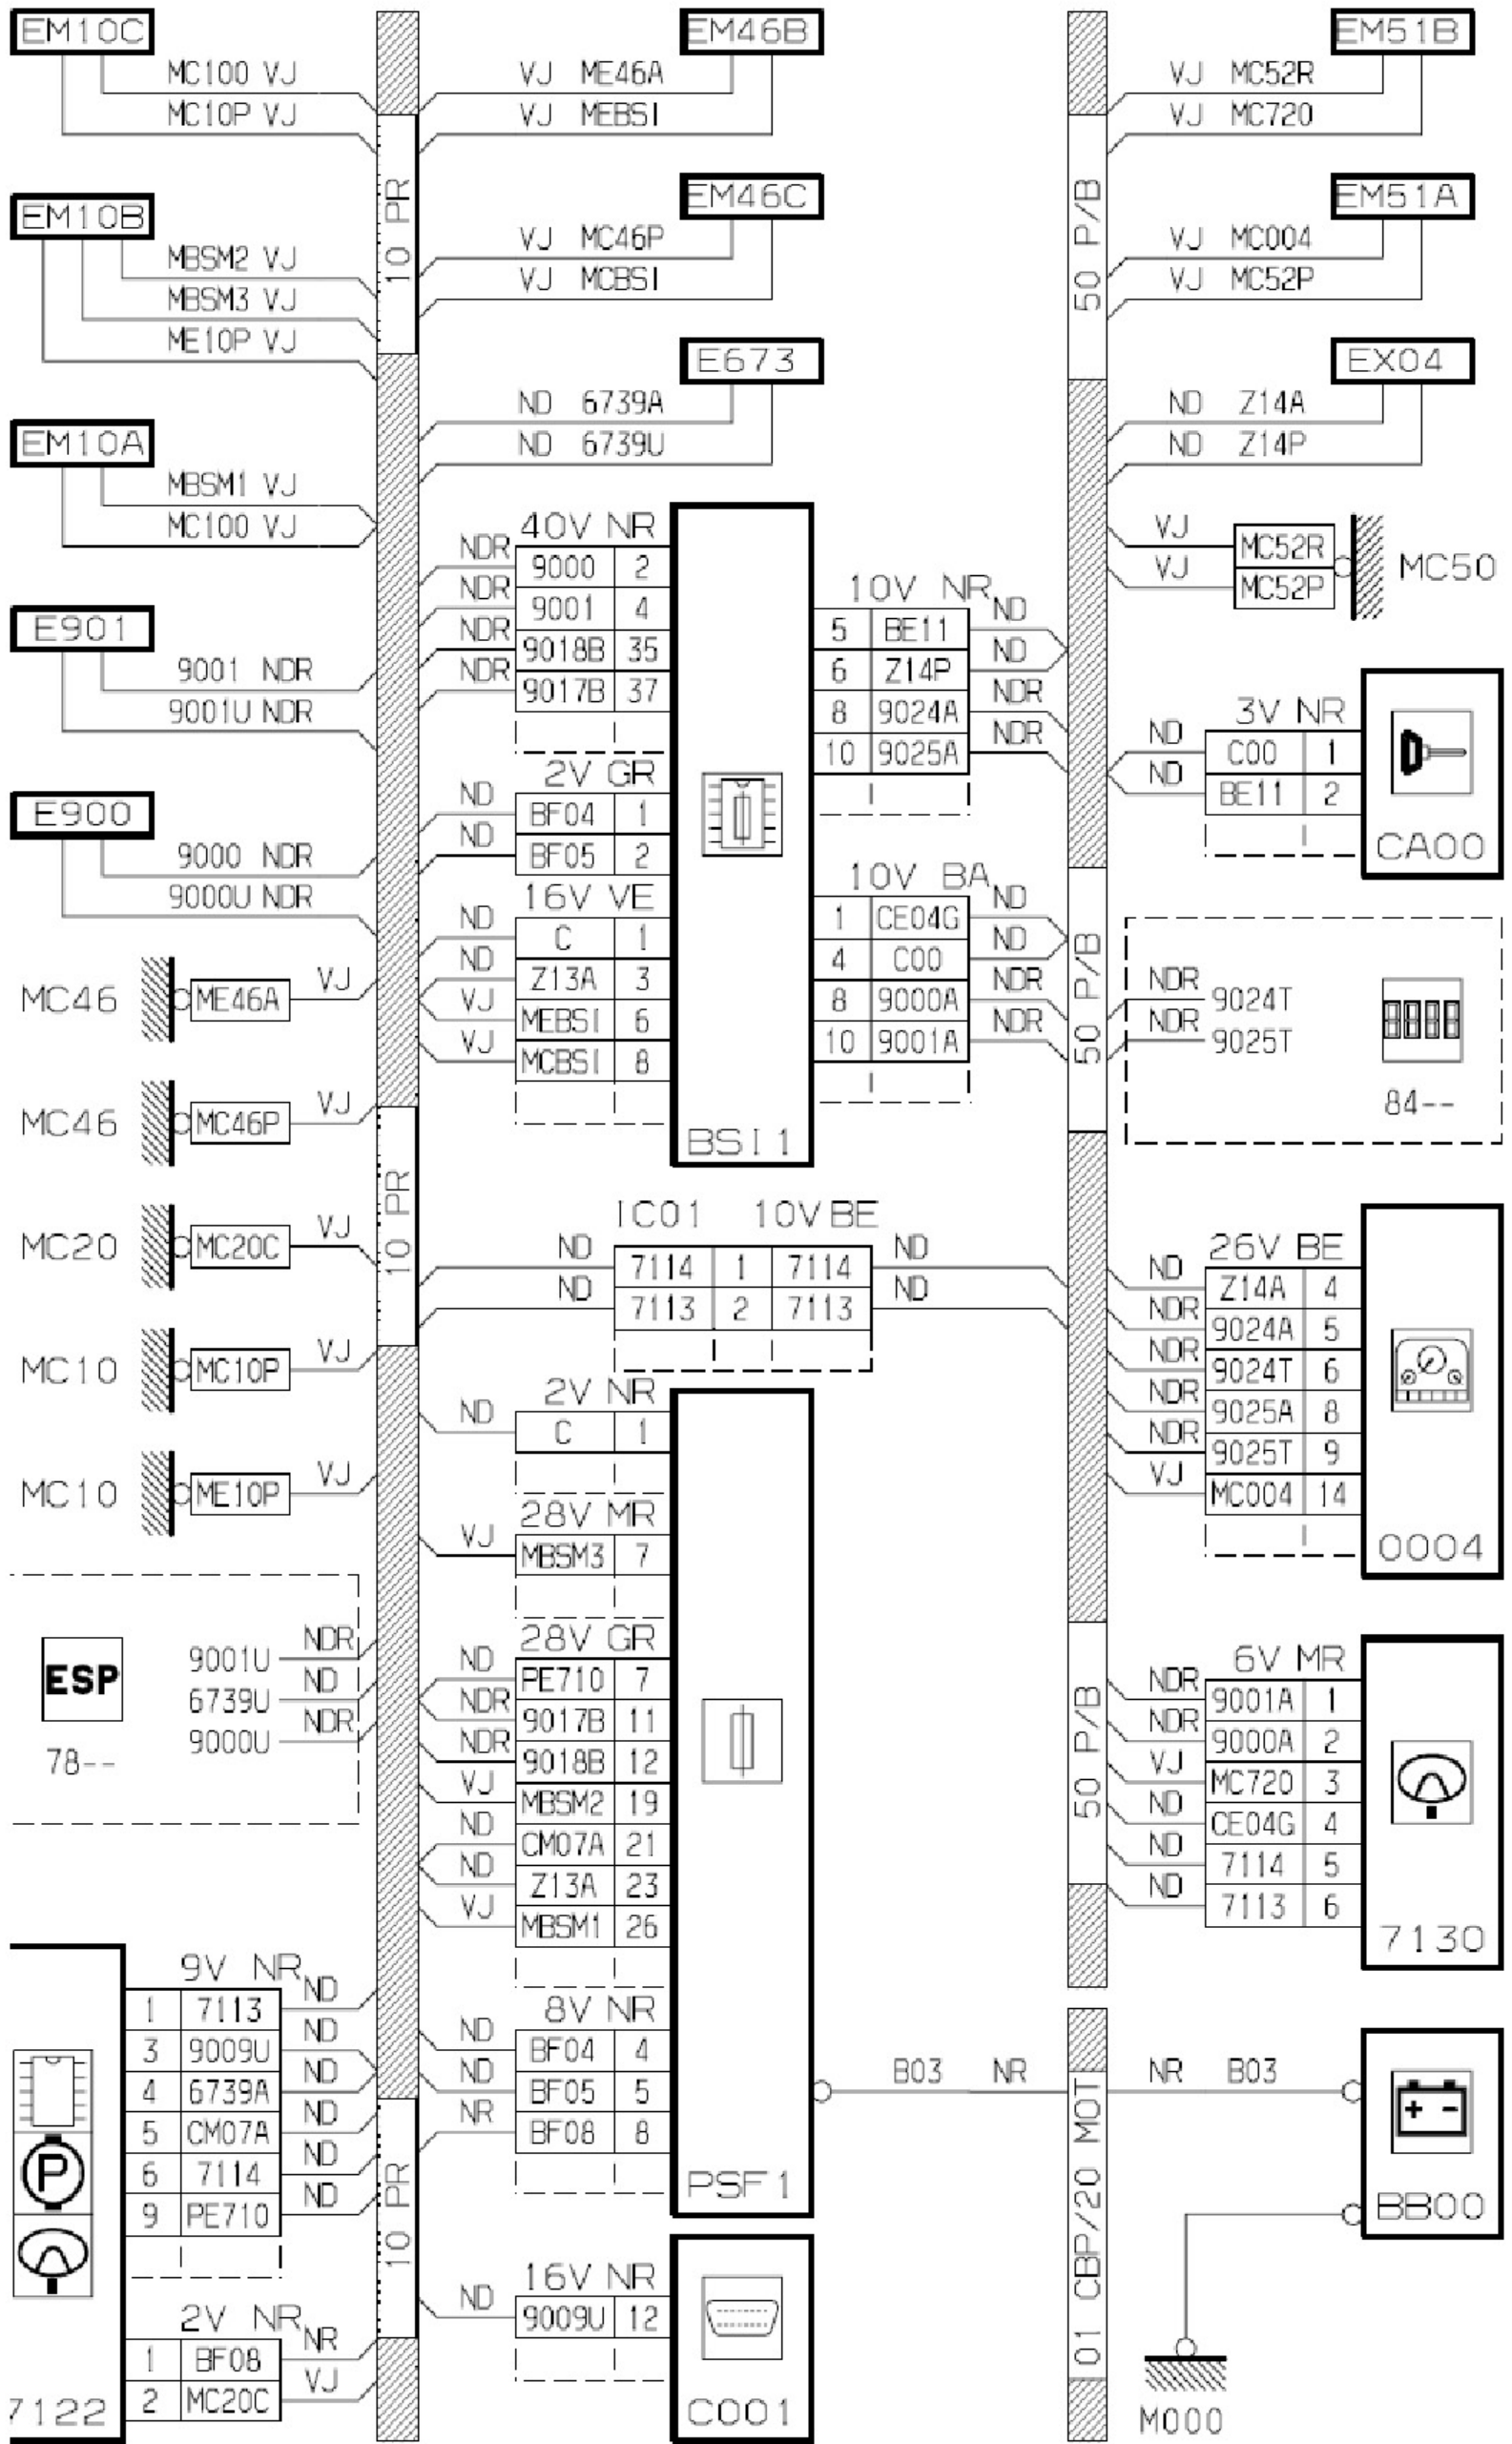 EM10C
MC100 VJ
MC10P VJ
EM10B
MBSM2 VJ
MBSM3 VJ
ME10P VJ
EM10A
MBSM1 VJ
MC100 VJ
E901
9001 NDR
9001U NDR
E900
9000 NDR
9000U NDR
MC46 ME46A VJ
MC46 MC46P VJ
MC20 MC20C VJ
MC10 MC10P VJ
MC10 ME10P VJ
ESP
78--
9001U NDR
6739U ND
9000U NDR
7122
9V NR
1 7113 ND
3 9009U ND
4 6739A ND
5 CM07A ND
6 7114 ND
9 PE710 ND
P
2V NR
1 BF08 NR
2 MC20C VJ
10 PR
10 PR
10 PR
EM46B
VJ ME46A
VJ MEBSI
EM46C
VJ MC46P
VJ MCBSI
E673
ND 6739A
ND 6739U
40V NR
NDR 9000 2
NDR 9001 4
NDR 9018B 35
NDR 9017B 37
2V GR
ND BF04 1
ND BF05 2
16V VE
ND C 1
ND Z13A 3
VJ MEBSI 6
VJ MCBSI 8
BSI1
10V NR
5 BE11 ND
6 Z14P ND
8 9024A NDR
10 9025A NDR
10V BA
1 CE04G ND
4 C00 ND
8 9000A NDR
10 9001A NDR
IC01 10V BE
ND 7114 1 7114 ND
ND 7113 2 7113 ND
2V NR
ND C 1
28V MR
VJ MBSM3 7
28V GR
ND PE710 7
NDR 9017B 11
NDR 9018B 12
VJ MBSM2 19
ND CM07A 21
ND Z13A 23
VJ MBSM1 26
8V NR
ND BF04 4
ND BF05 5
NR BF08 8
PSF1
B03 NR
16V NR
ND 9009U 12
C001
50 P/B
50 P/B
50 P/B
01 CBP/20 MOT
EM51B
VJ MC52R
VJ MC720
EM51A
VJ MC004
VJ MC52P
EX04
ND Z14A
ND Z14P
VJ MC52R
VJ MC52P
MC50
3V NR
ND C00 1
ND BE11 2
CA00
NDR 9024T
NDR 9025T
84--
26V BE
ND Z14A 4
NDR 9024A 5
NDR 9024T 6
NDR 9025A 8
NDR 9025T 9
VJ MC004 14
0004
6V MR
NDR 9001A 1
NDR 9000A 2
VJ MC720 3
ND CE04G 4
ND 7114 5
ND 7113 6
7130
NR B03
+ -
BB00
M000